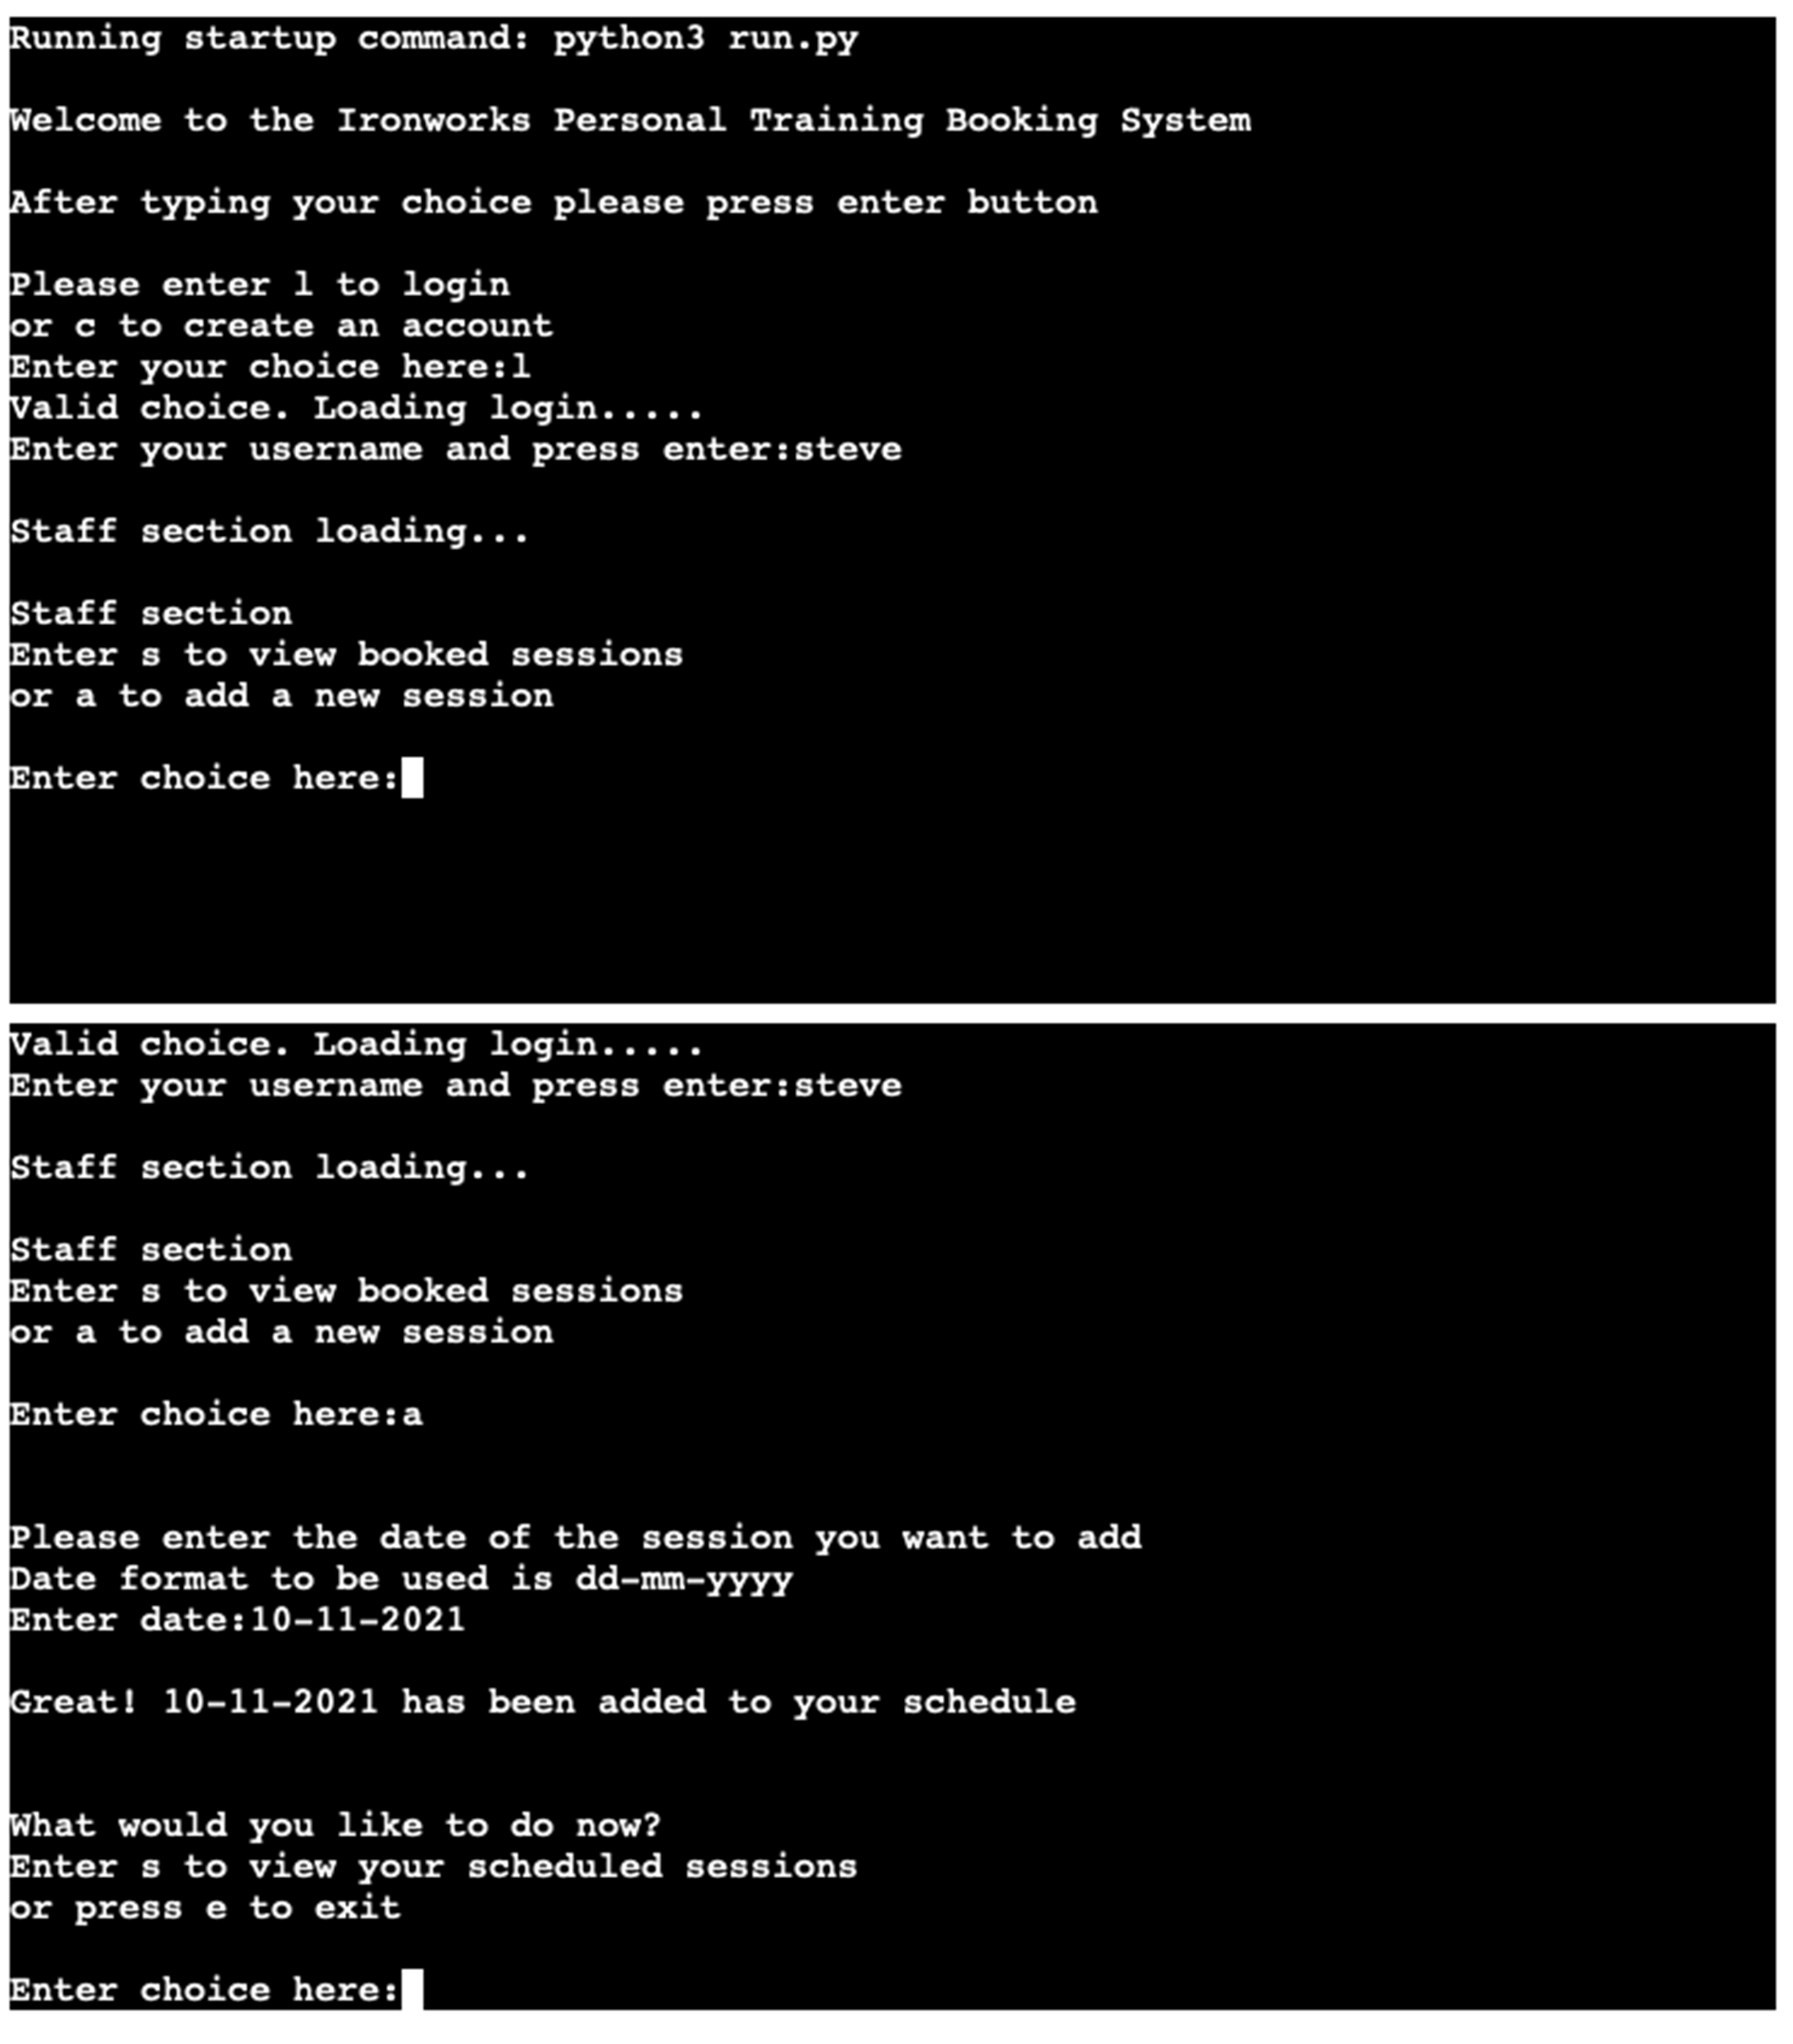 Running startup command: python3 run.py
Welcome to the Ironworks Personal Training Booking System
After typing your choice please press enter button
Please enter l to login
or c to create an account
Enter your choice here:l
Valid choice. Loading login.....
Enter your username and press enter:steve
Staff section loading...
Staff section
Enter s to view booked sessions
or a to add a new session
Enter choice here:
Valid choice. Loading login.....
Enter your username and press enter:steve
Staff section loading...
Staff section
Enter s to view booked sessions
or a to add a new session
Enter choice here:a
Please enter the date of the session you want to add
Date format to be used is dd-mm-yyyy
Enter date:10-11-2021
Great! 10-11-2021 has been added to your schedule
What would you like to do now?
Enter s to view your scheduled sessions
or press e to exit
Enter choice here: